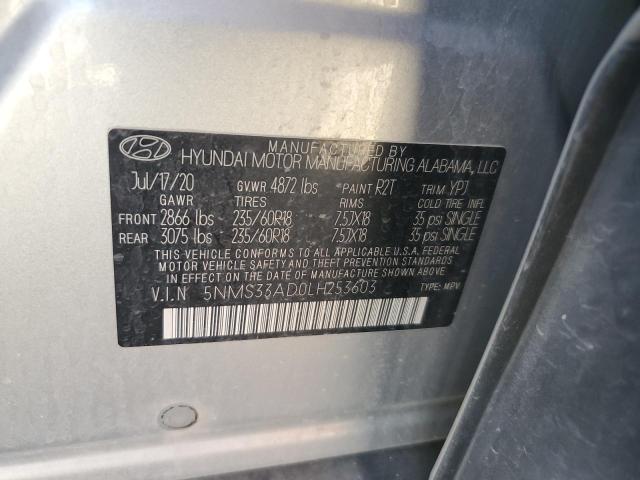 MANUFACTURED BY
HYUNDAI MOTOR MANUFACTURING ALABAMA, LLC
Jul/17/20 GVWR 4872 lbs *PAINT R2T TRIM YPJ
GAWR TIRES RIMS COLD TIRE INFL
FRONT 2866 lbs 235/60R18 7.5JX18 35 psi SINGLE
REAR 3075 lbs 235/60R18 7.5JX18 35 psi SINGLE
THIS VEHICLE CONFORMS TO ALL APPLICABLE U.S.A. FEDERAL
MOTOR VEHICLE SAFETY, BUMPER, AND THEFT PREVENTION STANDARDS
IN EFFECT ON THE DATE OF MANUFACTURE SHOWN ABOVE.
V.I.N 5NMS33AD0LH253603 TYPE: MPV